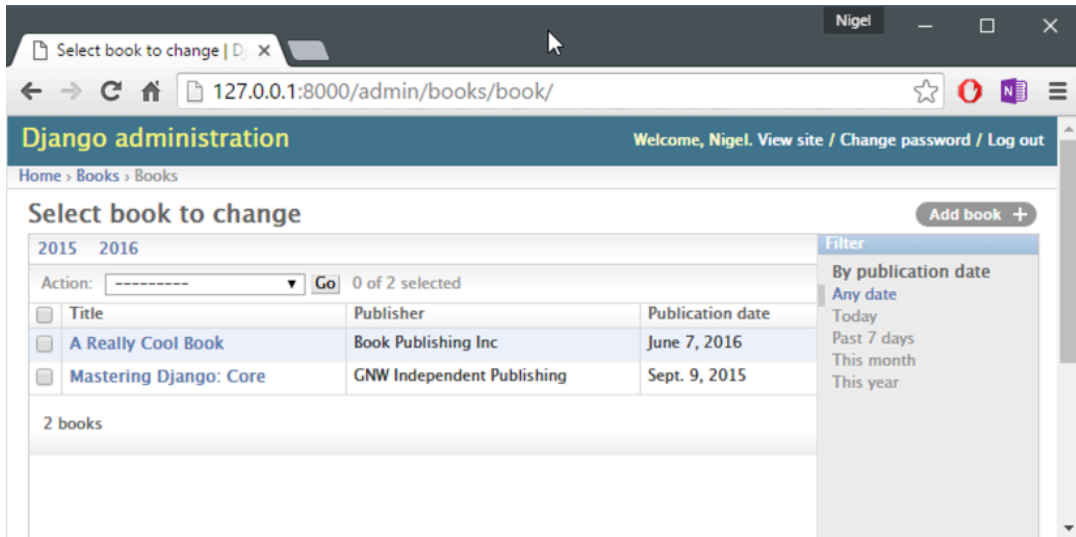 Nigel
Select book to change | Dj
127.0.0.1:8000/admin/books/book/
Django administration
Welcome, Nigel. View site / Change password / Log out
Home › Books › Books
Select book to change
Add book +
2015 2016
Filter
Action: --------- Go 0 of 2 selected
By publication date
Any date
Title Publisher Publication date
Today
A Really Cool Book Book Publishing Inc June 7, 2016
Past 7 days
This month
Mastering Django: Core GNW Independent Publishing Sept. 9, 2015
This year
2 books